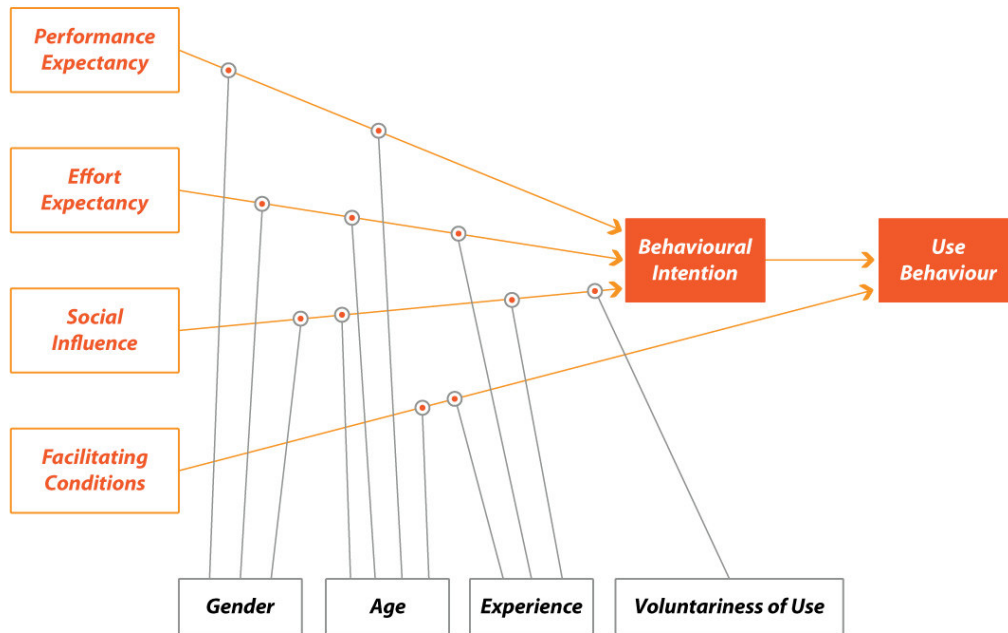 Performance
Expectancy
Effort
Expectancy
Social
Influence
Facilitating
Conditions
Behavioural
Intention
Use
Behaviour
Gender
Age
Experience
Voluntariness of Use